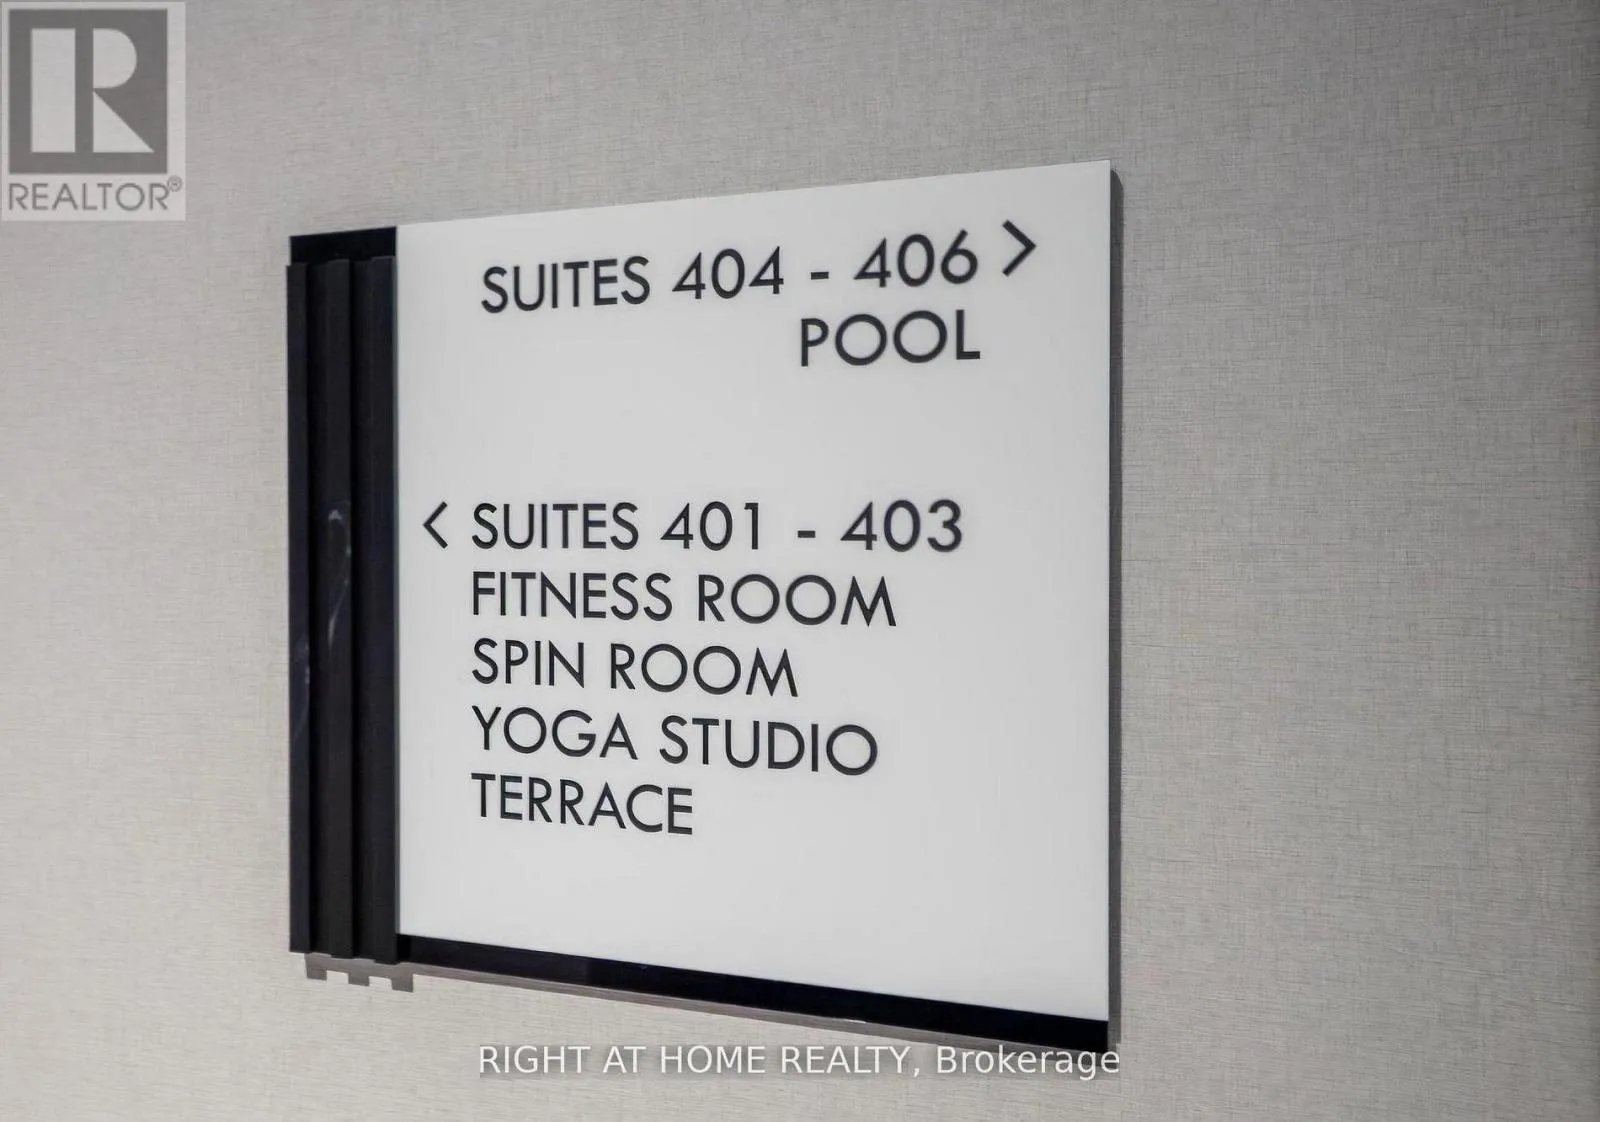 REALTOR®
SUITES 404 - 406 >
POOL
< SUITES 401 - 403
FITNESS ROOM
SPIN ROOM
YOGA STUDIO
TERRACE
RIGHT AT HOME REALTY, Brokerage